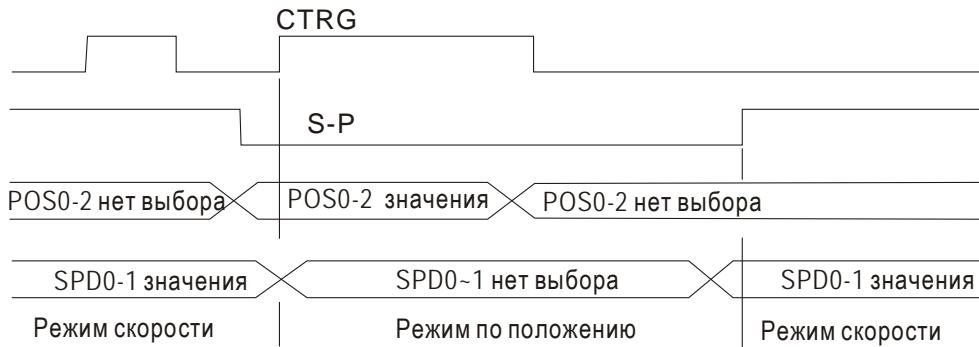 CTRG
S-P
POS0-2 нет выбора POS0-2 значения POS0-2 нет выбора
SPD0-1 значения SPD0~1 нет выбора SPD0-1 значения
Режим скорости Режим по положению Режим скорости